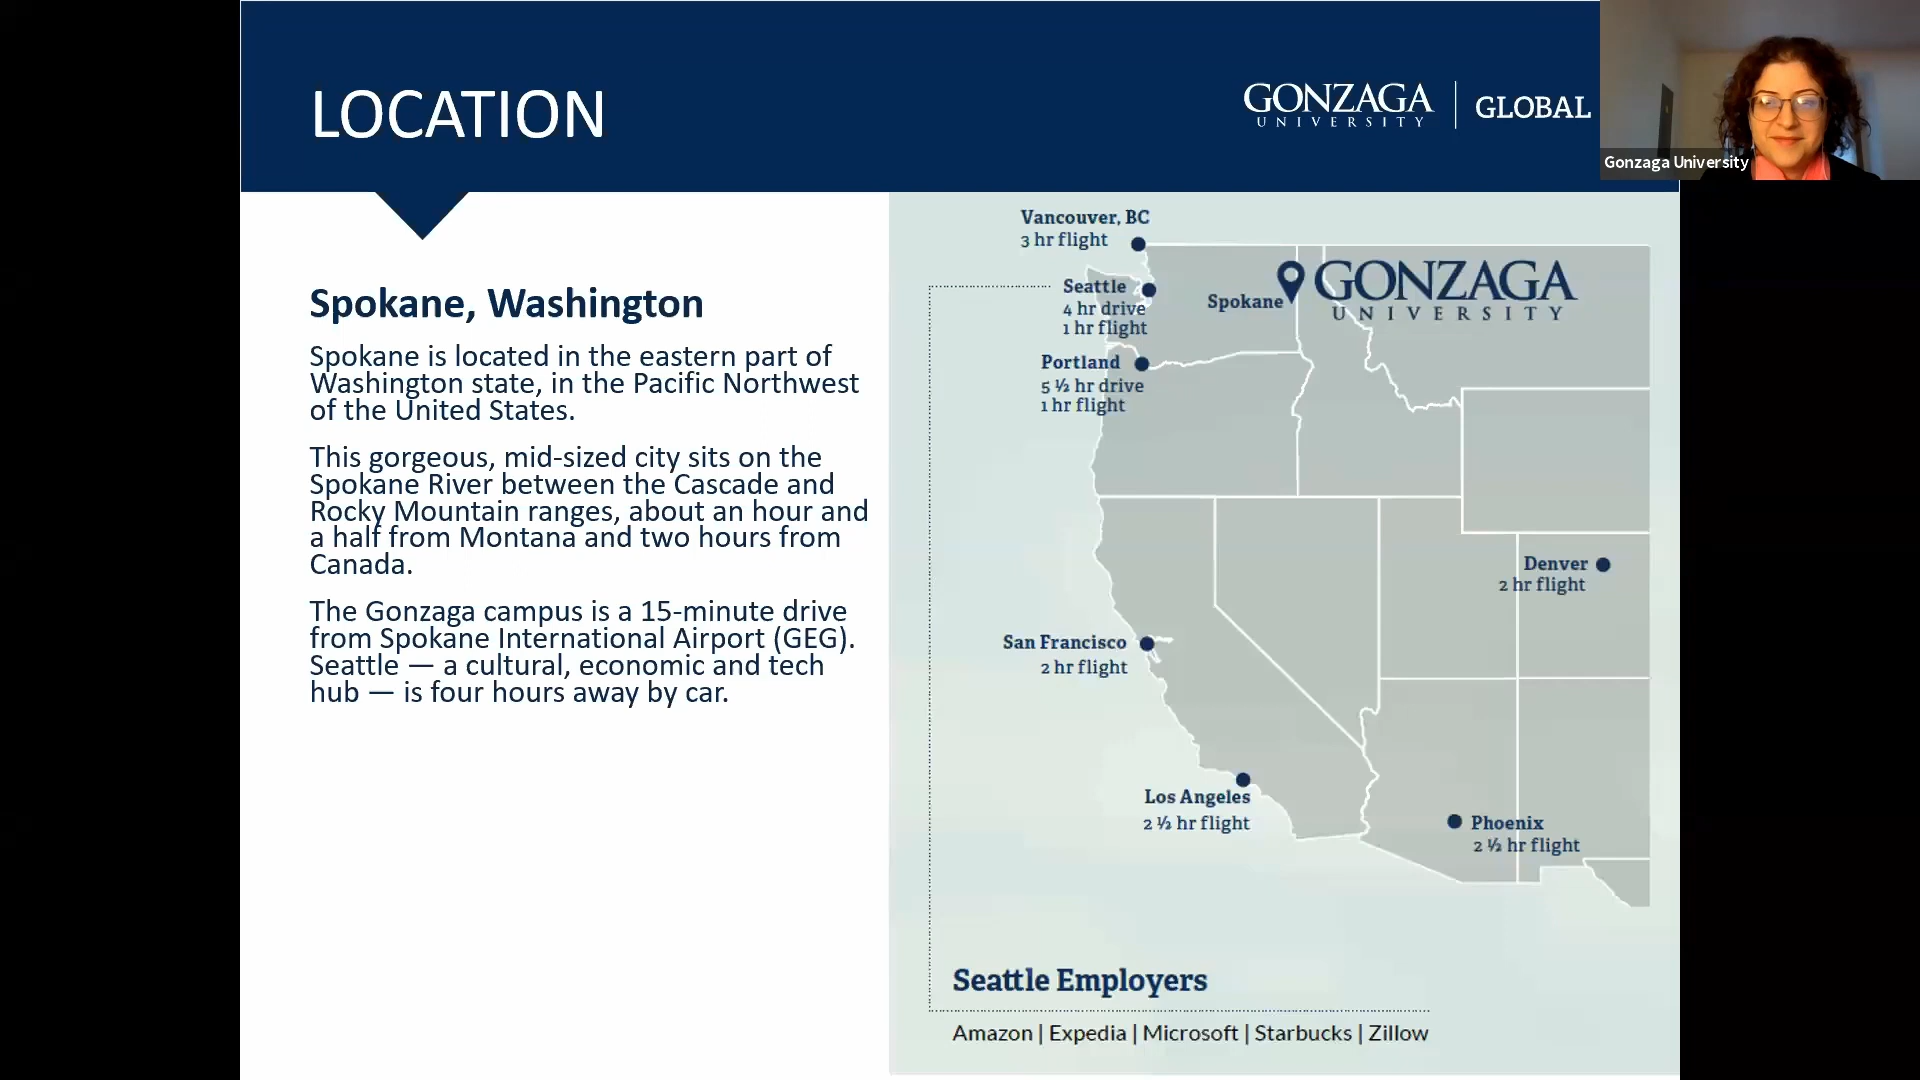 LOCATION
GONZAGA
UNIVERSITY
GLOBAL
Gonzaga University
Spokane, Washington
Spokane is located in the eastern part of
Washington state, in the Pacific Northwest
of the United States.
This gorgeous, mid-sized city sits on the
Spokane River between the Cascade and
Rocky Mountain ranges, about an hour and
a half from Montana and two hours from
Canada.
The Gonzaga campus is a 15-minute drive
from Spokane International Airport (GEG).
Seattle — a cultural, economic and tech
hub — is four hours away by car.
Vancouver, BC
3 hr flight
Seattle
4 hr drive
1 hr flight
Spokane
GONZAGA
UNIVERSITY
Portland
5 ½ hr drive
1 hr flight
Denver
2 hr flight
San Francisco
2 hr flight
Los Angeles
2 ½ hr flight
Phoenix
2 ½ hr flight
Seattle Employers
Amazon | Expedia | Microsoft | Starbucks | Zillow